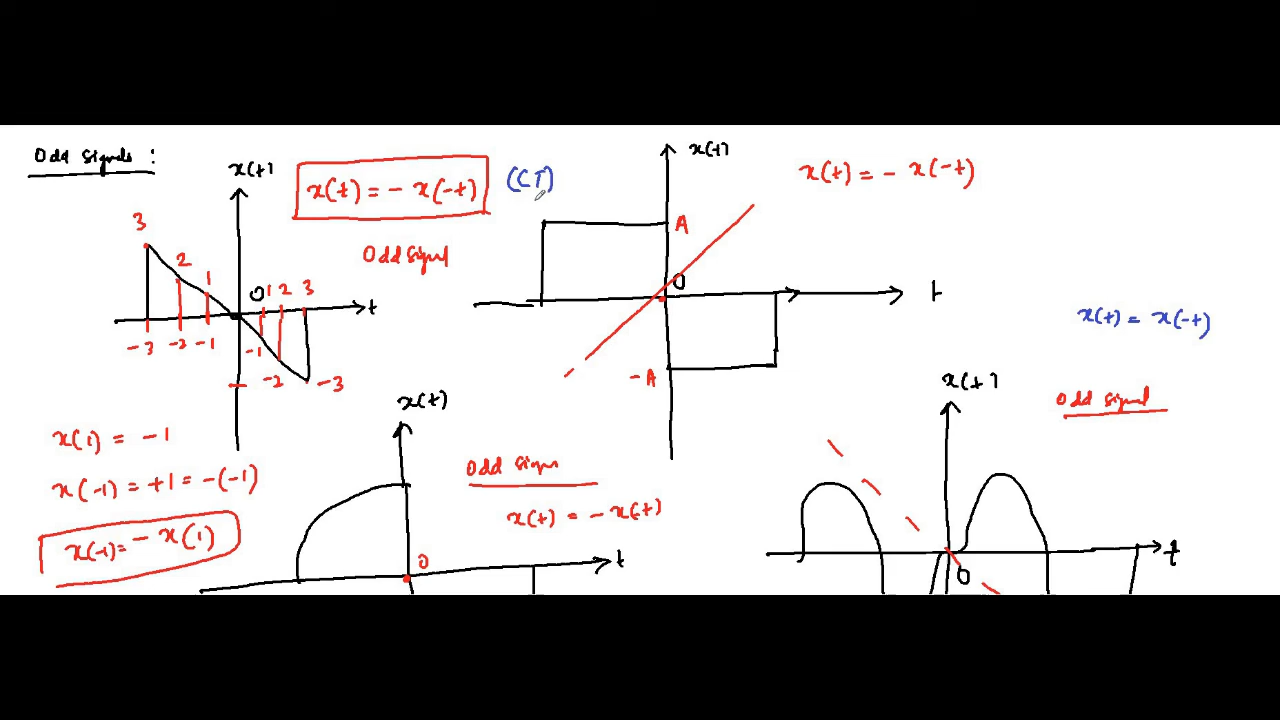 Odd Signals :
x(t)
x(t) = - x(-t) (CT)
Odd Signal
3
2
1
0 1 2 3
t
-3 -2 -1
-1
-2
-3
x(1) = -1
x(-1) = +1 = -(-1)
x(-1) = - x(1)
x(t)
A
0
t
-A
x(t) = - x(-t)
x(t) = x(-t)
x(t)
0
t
Odd Sign
x(t) = - x(-t)
x(t)
Odd Signal
0
t